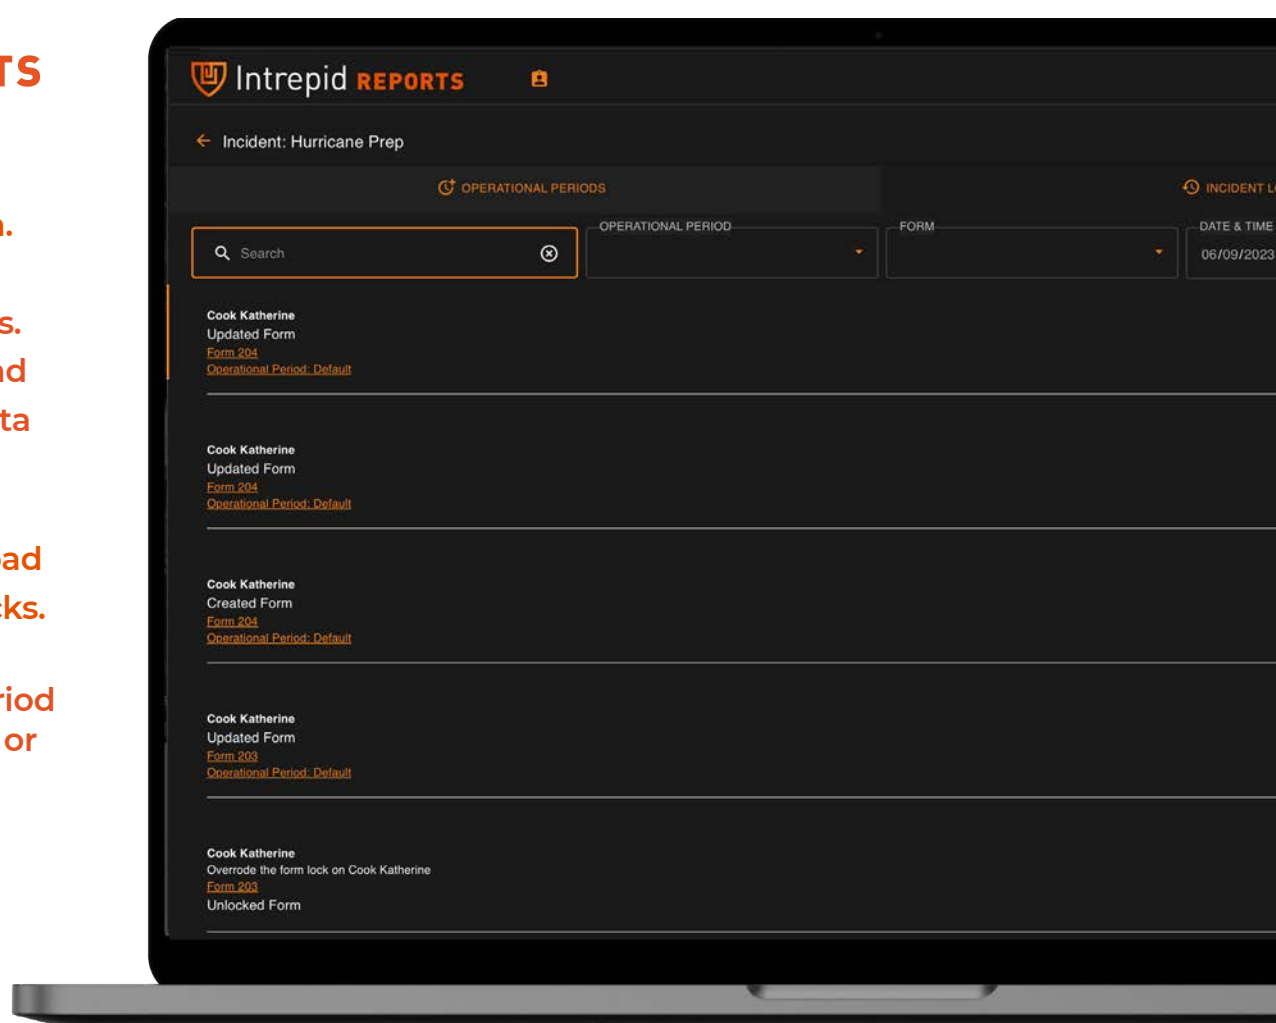 TS
s.
nd
ta
ad
cks.
riod
or
Intrepid REPORTS
Incident: Hurricane Prep
OPERATIONAL PERIODS
INCIDENT
Search
OPERATIONAL PERIOD
FORM
DATE & TIME
06/09/2023
Cook Katherine
Updated Form
Form 204
Operational Period: Default
Cook Katherine
Updated Form
Form 204
Operational Period: Default
Cook Katherine
Created Form
Form 204
Operational Period: Default
Cook Katherine
Updated Form
Form 203
Operational Period: Default
Cook Katherine
Overrode the form lock on Cook Katherine
Form 203
Unlocked Form